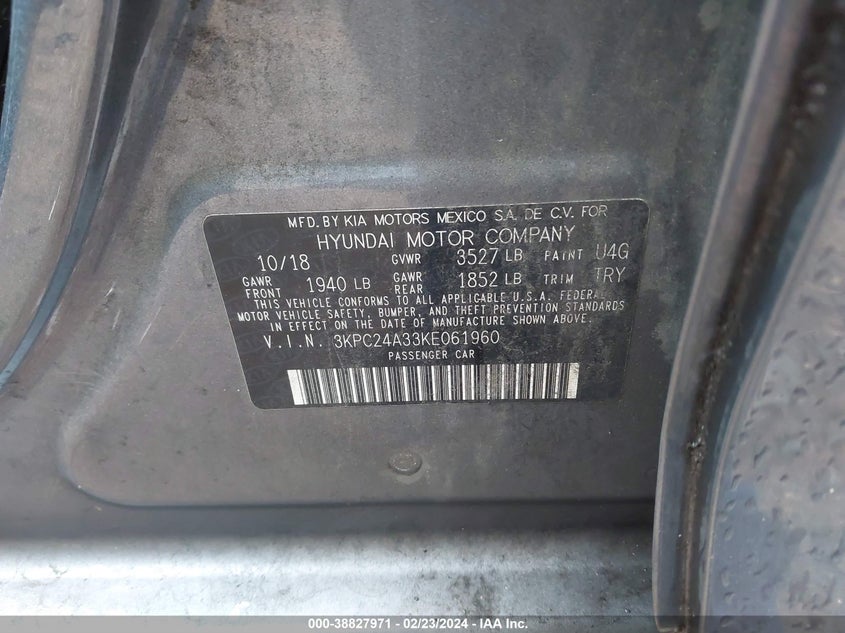 MFD. BY KIA MOTORS MEXICO S.A. DE C.V. FOR
HYUNDAI MOTOR COMPANY
10/18 GVWR 3527 LB PAINT U4G
GAWR FRONT 1940 LB GAWR REAR 1852 LB TRIM TRY
THIS VEHICLE CONFORMS TO ALL APPLICABLE U.S.A. FEDERAL
MOTOR VEHICLE SAFETY, BUMPER, AND THEFT PREVENTION STANDARDS
IN EFFECT ON THE DATE OF MANUFACTURE SHOWN ABOVE.
V.I.N. 3KPC24A33KE061960
PASSENGER CAR
000-38827971 - 02/23/2024 - IAA Inc.